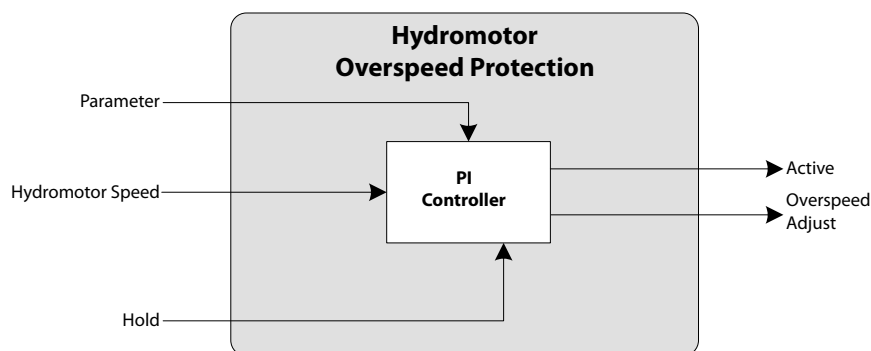 Hydromotor
Overspeed Protection
Parameter
PI
Controller
Hydromotor Speed
Active
Overspeed
Adjust
Hold